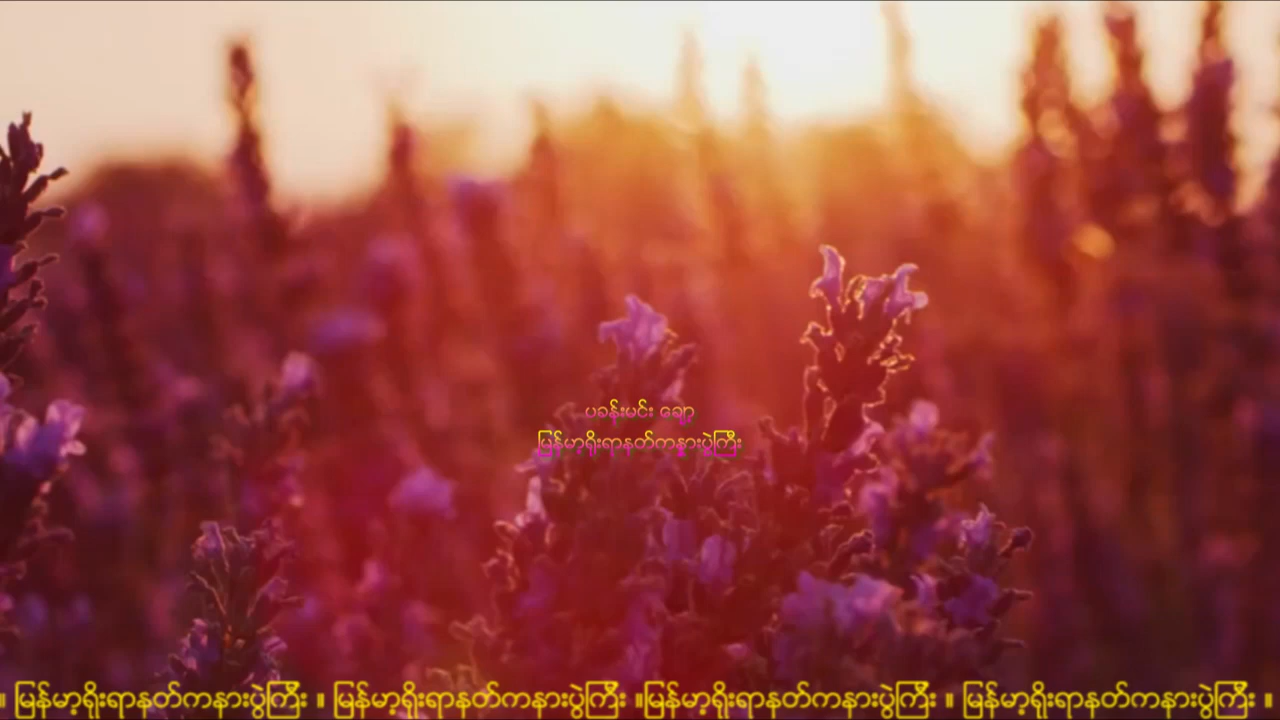 ပခန်းမင်း ချော့
မြန်မာ့ရိုးရာနတ်ကန္နားပွဲကြီး
။ မြန်မာ့ရိုးရာနတ်ကနားပွဲကြီး ။ မြန်မာ့ရိုးရာနတ်ကနားပွဲကြီး ။မြန်မာ့ရိုးရာနတ်ကနားပွဲကြီး ။ မြန်မာ့ရိုးရာနတ်ကနားပွဲကြီး ။